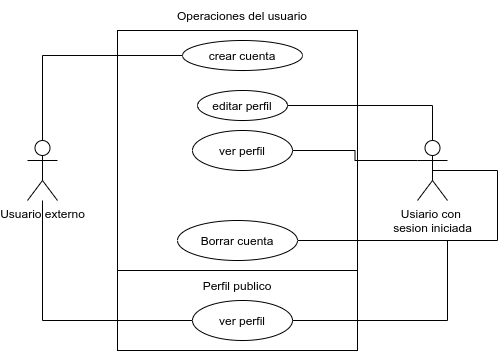 Operaciones del usuario
crear cuenta
editar perfil
ver perfil
Usuario externo
Usiario con
sesion iniciada
Borrar cuenta
Perfil publico
ver perfil